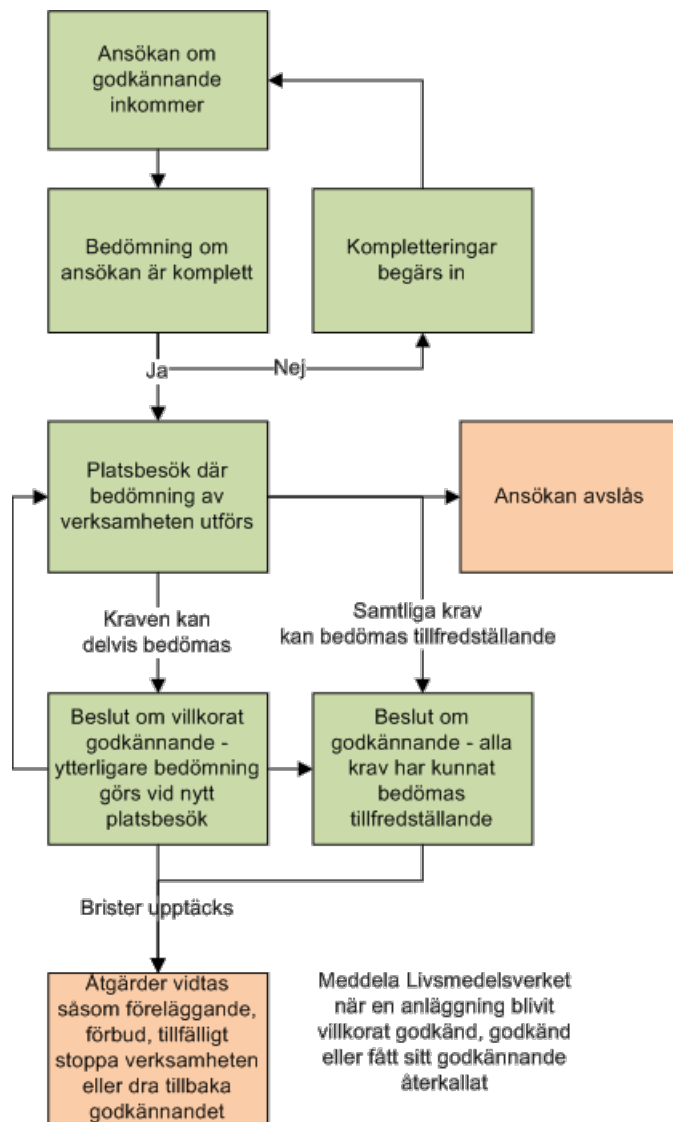 Ansökan om
godkännande
inkommer
Bedömning om
ansökan är komplett
Kompletteringar
begärs in
Ja
Nej
Platsbesök där
bedömning av
verksamheten utförs
Ansökan avslås
Kraven kan
delvis bedömas
Samtliga krav
kan bedömas tillfredställande
Beslut om villkorat
godkännande -
ytterligare bedömning
görs vid nytt
platsbesök
Beslut om
godkännande - alla
krav har kunnat
bedömas
tillfredställande
Brister upptäcks
Åtgärder vidtas
såsom föreläggande,
förbud, tillfälligt
stoppa verksamheten
eller dra tillbaka
godkännandet
Meddela Livsmedelsverket
när en anläggning blivit
villkorat godkänd, godkänd
eller fått sitt godkännande
återkallat